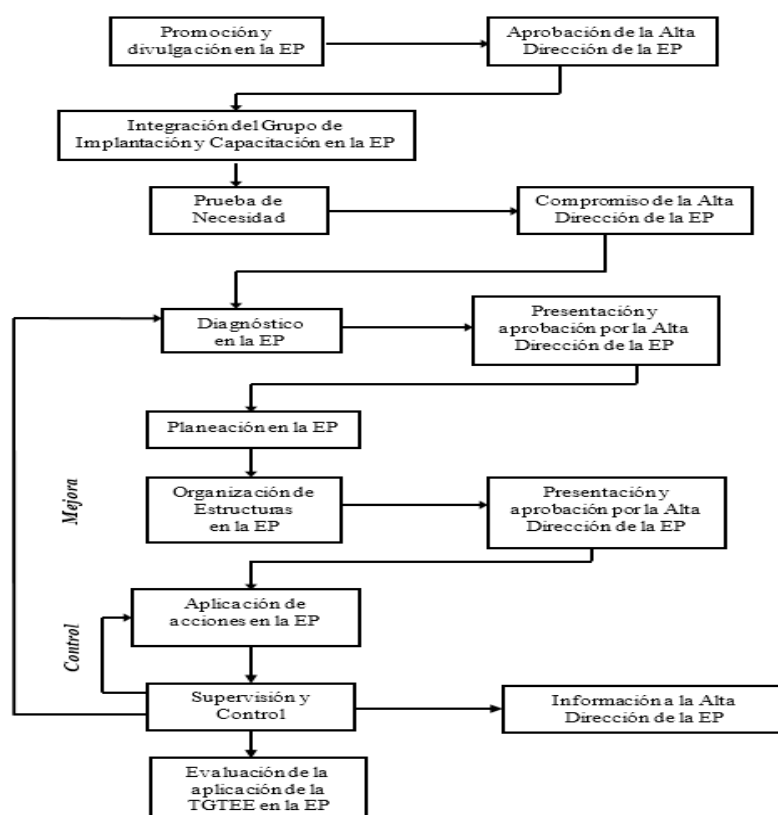 Promoción y
divulgación en la EP
Aprobación de la Alta
Dirección de la EP
Integración del Grupo de
Implantación y Capacitación en la EP
Prueba de
Necesidad
Compromiso de la Alta
Dirección de la EP
Diagnóstico
en la EP
Presentación y
aprobación por la Alta
Dirección de la EP
Planeación en la EP
Mejora
Organización de
Estructuras
en la EP
Presentación y
aprobación por la Alta
Dirección de la EP
Control
Aplicación de
acciones en la EP
Supervisión y
Control
Información a la Alta
Dirección de la EP
Evaluación de la
aplicación de la
TGTEE en la EP